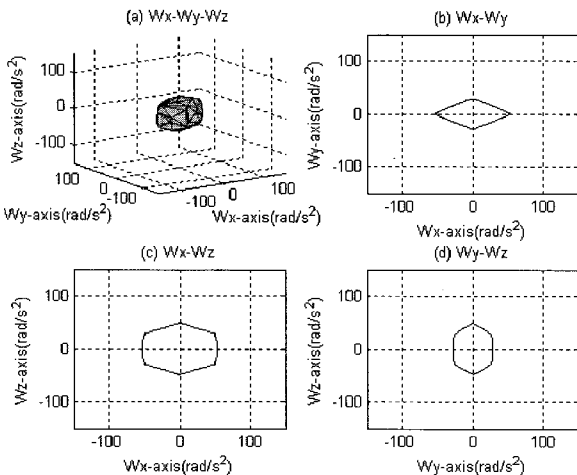 (a) Wx-Wy-Wz
Wz-axis(rad/s²)
100
0
-100
100
0
-100
Wy-axis(rad/s²)
-100
0
100
Wx-axis(rad/s²)
(b) Wx-Wy
Wy-axis(rad/s²)
100
0
-100
-100
0
100
Wx-axis(rad/s²)
(c) Wx-Wz
Wz-axis(rad/s²)
100
0
-100
-100
0
100
Wx-axis(rad/s²)
(d) Wy-Wz
Wz-axis(rad/s²)
100
0
-100
-100
0
100
Wy-axis(rad/s²)